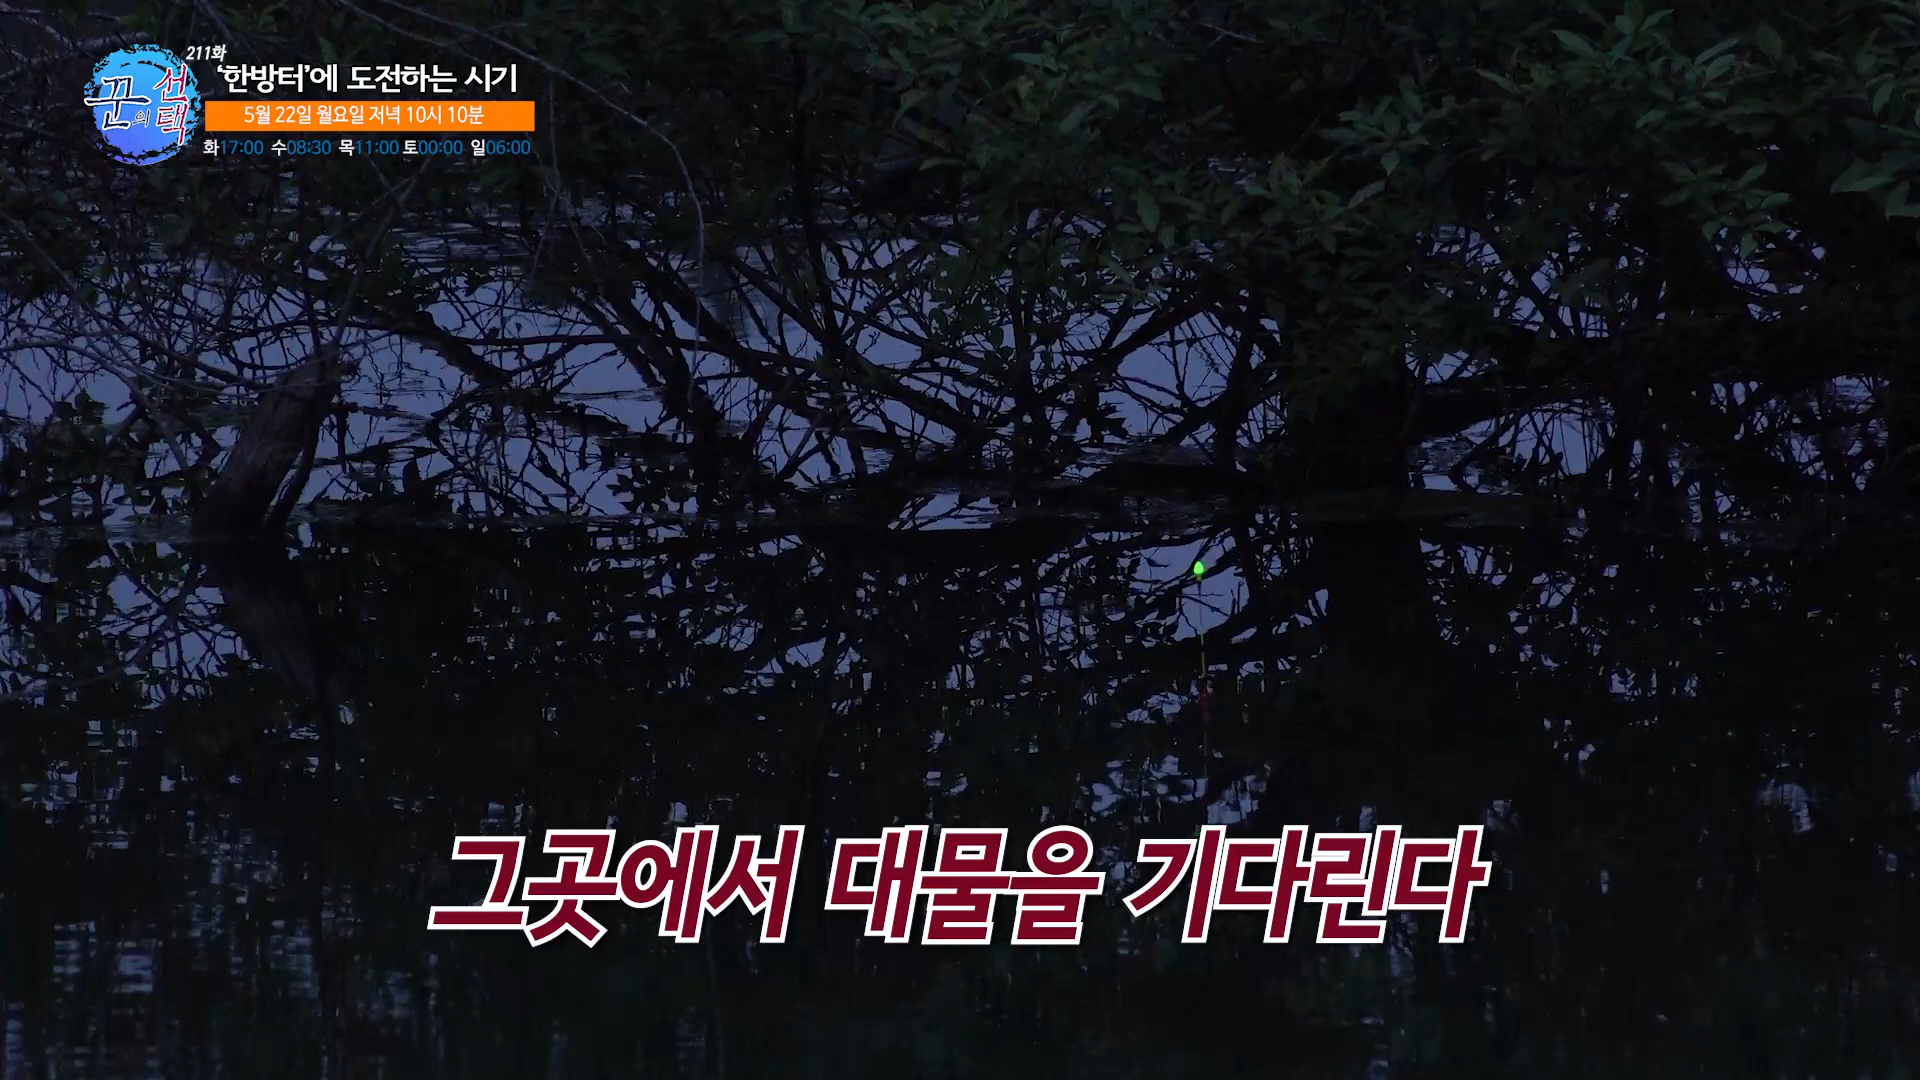 꾼의 선택
211화
‘한방터’에 도전하는 시기
5월 22일 월요일 저녁 10시 10분
화17:00 수08:30 목11:00 토00:00 일06:00
그곳에서 대물을 기다린다